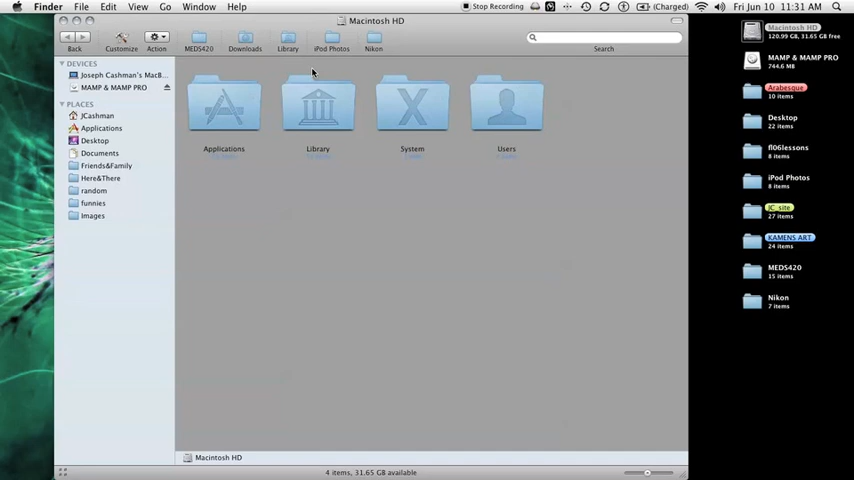 Finder File Edit View Go Window Help Stop Recording (Charged) Fri Jun 10 11:31 AM
Macintosh HD
Back Customize Action MEDS420 Downloads Library iPod Photos Nikon Search
DEVICES
Joseph Cashman's MacB...
MAMP & MAMP PRO
PLACES
JCashman
Applications
Desktop
Documents
Friends&Family
Here&There
random
funnies
Images
Applications Library System Users
Macintosh HD
4 items, 31.65 GB available
Macintosh HD
120.99 GB, 31.65 GB free
MAMP & MAMP PRO
744.6 MB
Arabesque
10 items
Desktop
22 items
fl06lessons
8 items
iPod Photos
8 items
JC_site
27 items
KAMENS ART
24 items
MEDS420
15 items
Nikon
7 items